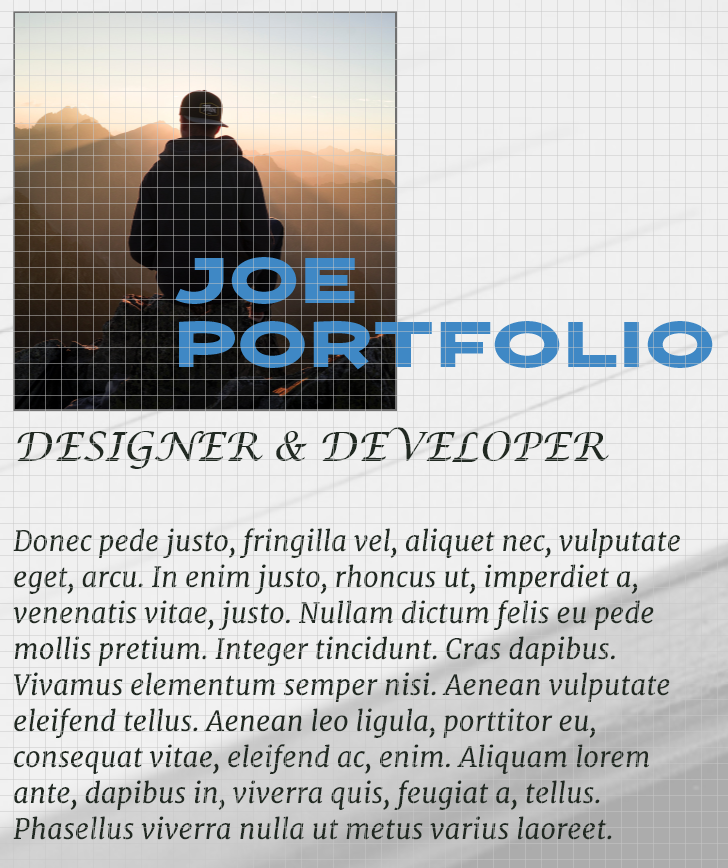 JOE
PORTFOLIO
DESIGNER & DEVELOPER
Donec pede justo, fringilla vel, aliquet nec, vulputate
eget, arcu. In enim justo, rhoncus ut, imperdiet a,
venenatis vitae, justo. Nullam dictum felis eu pede
mollis pretium. Integer tincidunt. Cras dapibus.
Vivamus elementum semper nisi. Aenean vulputate
eleifend tellus. Aenean leo ligula, porttitor eu,
consequat vitae, eleifend ac, enim. Aliquam lorem
ante, dapibus in, viverra quis, feugiat a, tellus.
Phasellus viverra nulla ut metus varius laoreet.